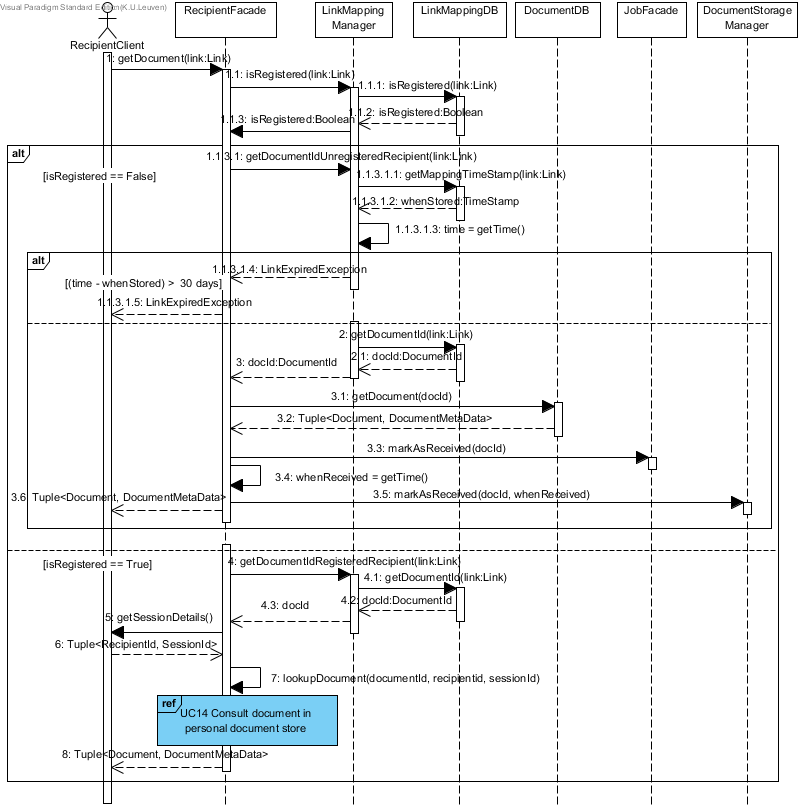 Visual Paradigm Standard Edition(K.U.Leuven)
RecipientClient
RecipientFacade
LinkMapping
Manager
LinkMappingDB
DocumentDB
JobFacade
DocumentStorage
Manager
1: getDocument(link:Link)
1.1: isRegistered(link:Link)
1.1.1: isRegistered(link:Link)
1.1.2: isRegistered:Boolean
1.1.3: isRegistered:Boolean
alt
[isRegistered == False]
1.1.3.1: getDocumentIdUnregisteredRecipient(link:Link)
1.1.3.1.1: getMappingTimeStamp(link:Link)
1.1.3.1.2: whenStored:TimeStamp
1.1.3.1.3: time = getTime()
alt
[(time - whenStored) > 30 days]
1.1.3.1.4: LinkExpiredException
1.1.3.1.5: LinkExpiredException
2: getDocumentId(link:Link)
2.1: docId:DocumentId
3: docId:DocumentId
3.1: getDocument(docId)
3.2: Tuple<Document, DocumentMetaData>
3.3: markAsReceived(docId)
3.4: whenReceived = getTime()
3.5: markAsReceived(docId, whenReceived)
3.6: Tuple<Document, DocumentMetaData>
[isRegistered == True]
4: getDocumentIdRegisteredRecipient(link:Link)
4.1: getDocumentId(link:Link)
4.2: docId:DocumentId
4.3: docId
5: getSessionDetails()
6: Tuple<RecipientId, SessionId>
7: lookupDocument(documentId, recipientid, sessionId)
ref
UC14 Consult document in
personal document store
8: Tuple<Document, DocumentMetaData>